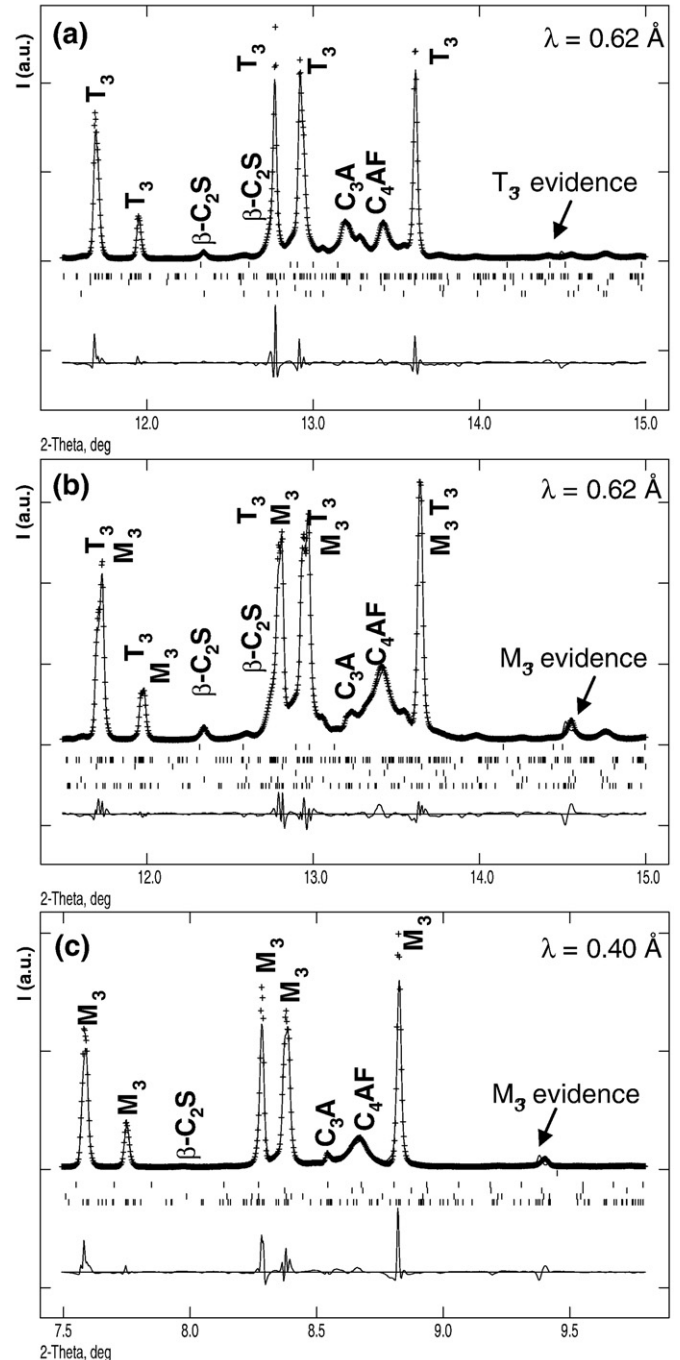 (a)
λ = 0.62 Å
I (a.u.)
T₃
T₃
β-C₂S
β-C₂S
T₃
T₃
C₃A
C₄AF
T₃
T₃ evidence
12.0 13.0 14.0 15.0
2-Theta, deg
(b)
λ = 0.62 Å
I (a.u.)
T₃
M₃
T₃
M₃
β-C₂S
β-C₂S
T₃
M₃
T₃
M₃
C₃A
C₄AF
T₃
M₃
M₃ evidence
12.0 13.0 14.0 15.0
2-Theta, deg
(c)
λ = 0.40 Å
I (a.u.)
M₃
M₃
β-C₂S
M₃
M₃
C₃A
C₄AF
M₃
M₃ evidence
7.5 8.0 8.5 9.0 9.5
2-Theta, deg